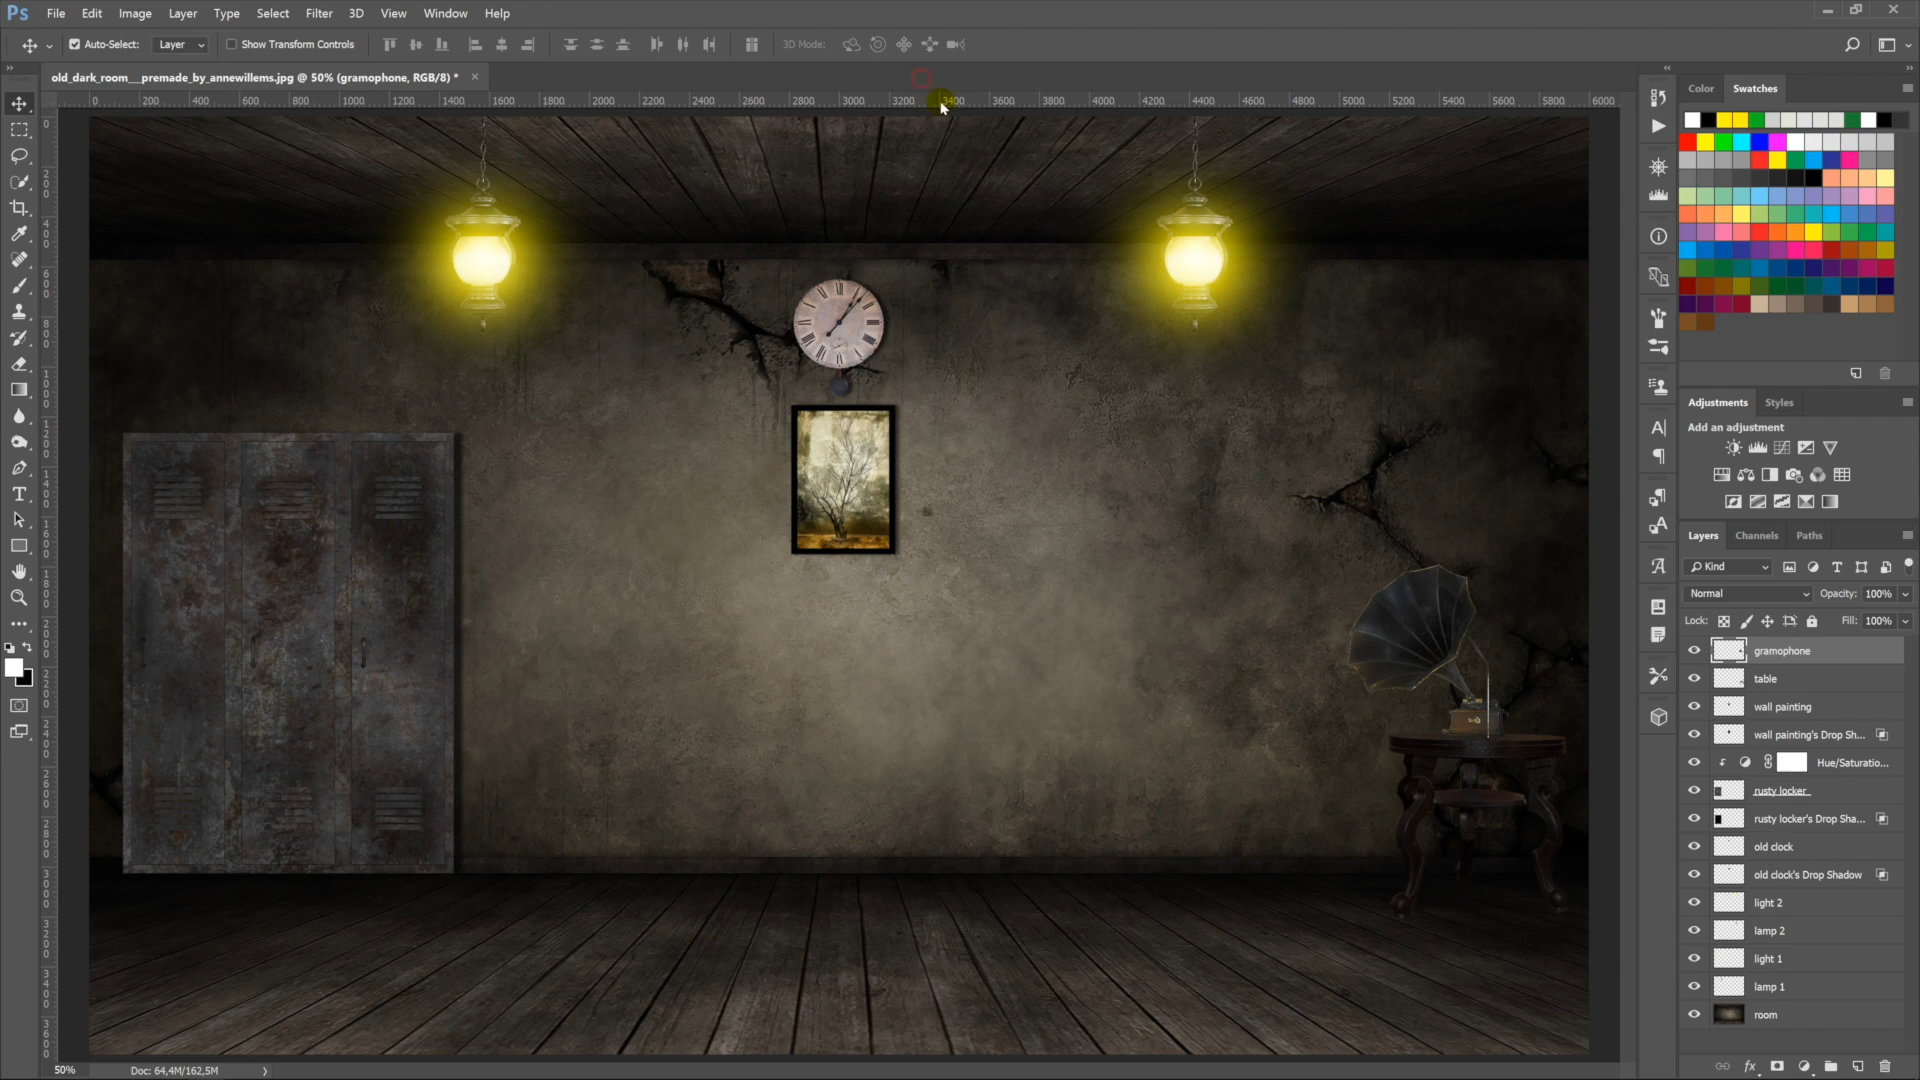 Ps File Edit Image Layer Type Select Filter 3D View Window Help
Auto-Select: Layer Show Transform Controls 3D Mode:
old_dark_room__premade_by_annewillems.jpg @ 50% (gramophone, RGB/8) *
0 200 400 600 800 1000 1200 1400 1600 1800 2000 2200 2400 2600 2800 3000 3200 3400 3600 3800 4000 4200 4400 4600 4800 5000 5200 5400 5600 5800 6000
Color Swatches
Adjustments Styles
Add an adjustment
Layers Channels Paths
Kind
Normal Opacity: 100%
Lock: Fill: 100%
gramophone
table
wall painting
wall painting's Drop Sh...
Hue/Saturatio...
rusty locker
rusty locker's Drop Sha...
old clock
old clock's Drop Shadow
light 2
lamp 2
light 1
lamp 1
room
50% Doc: 64,4M/162,5M